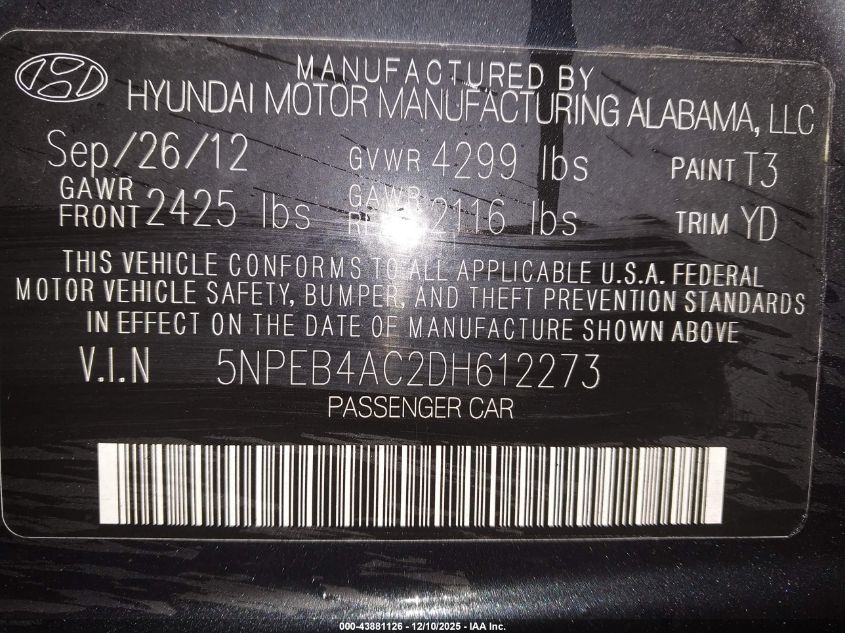 MANUFACTURED BY
HYUNDAI MOTOR MANUFACTURING ALABAMA, LLC
Sep/26/12 GVWR 4299 lbs PAINT T3
GAWR FRONT 2425 lbs GAWR 2116 lbs TRIM YD
THIS VEHICLE CONFORMS TO ALL APPLICABLE U.S.A. FEDERAL
MOTOR VEHICLE SAFETY, BUMPER, AND THEFT PREVENTION STANDARDS
IN EFFECT ON THE DATE OF MANUFACTURE SHOWN ABOVE
V.I.N 5NPEB4AC2DH612273
PASSENGER CAR
000-43881126 - 12/10/2025 - IAA Inc.